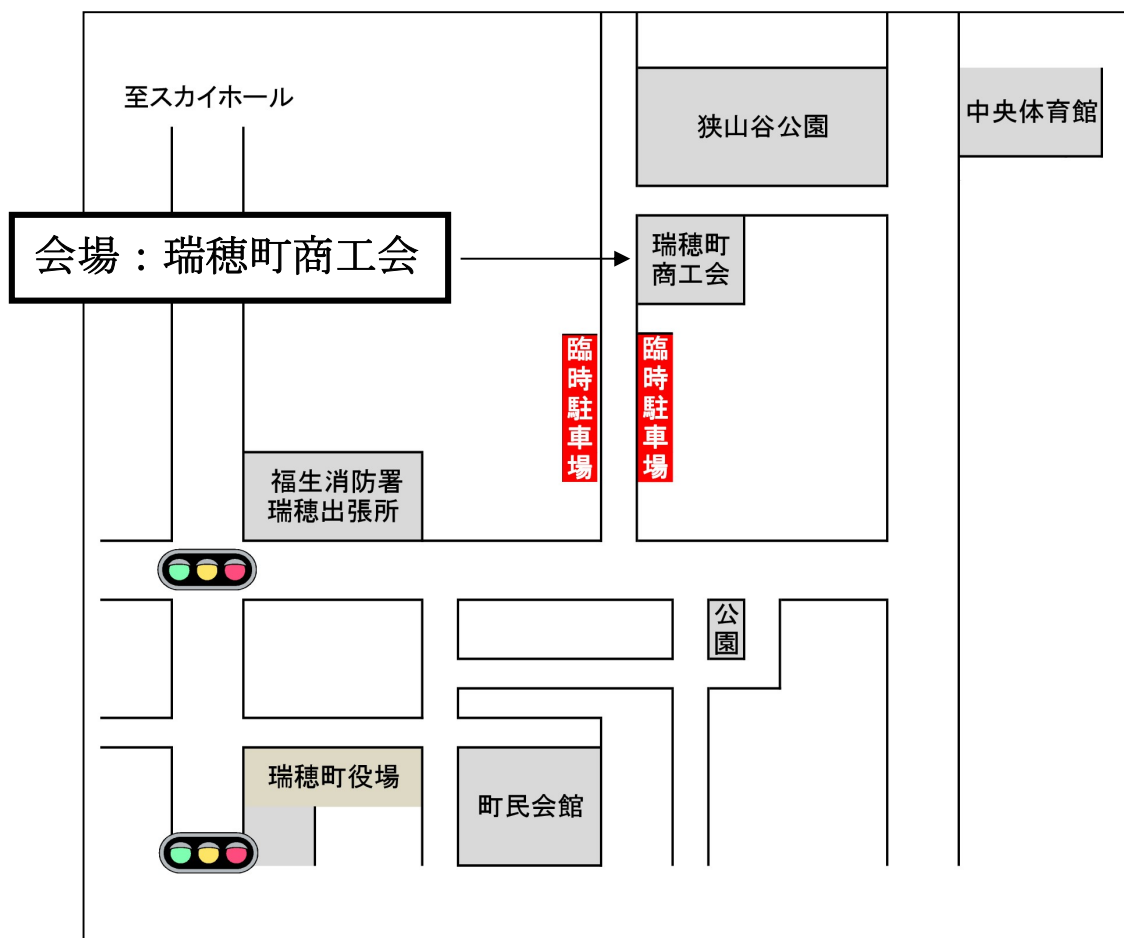 至スカイホール
狭山谷公園
中央体育館
会場：瑞穂町商工会
瑞穂町
商工会
臨時駐車場
臨時駐車場
福生消防署
瑞穂出張所
公
園
瑞穂町役場
町民会館